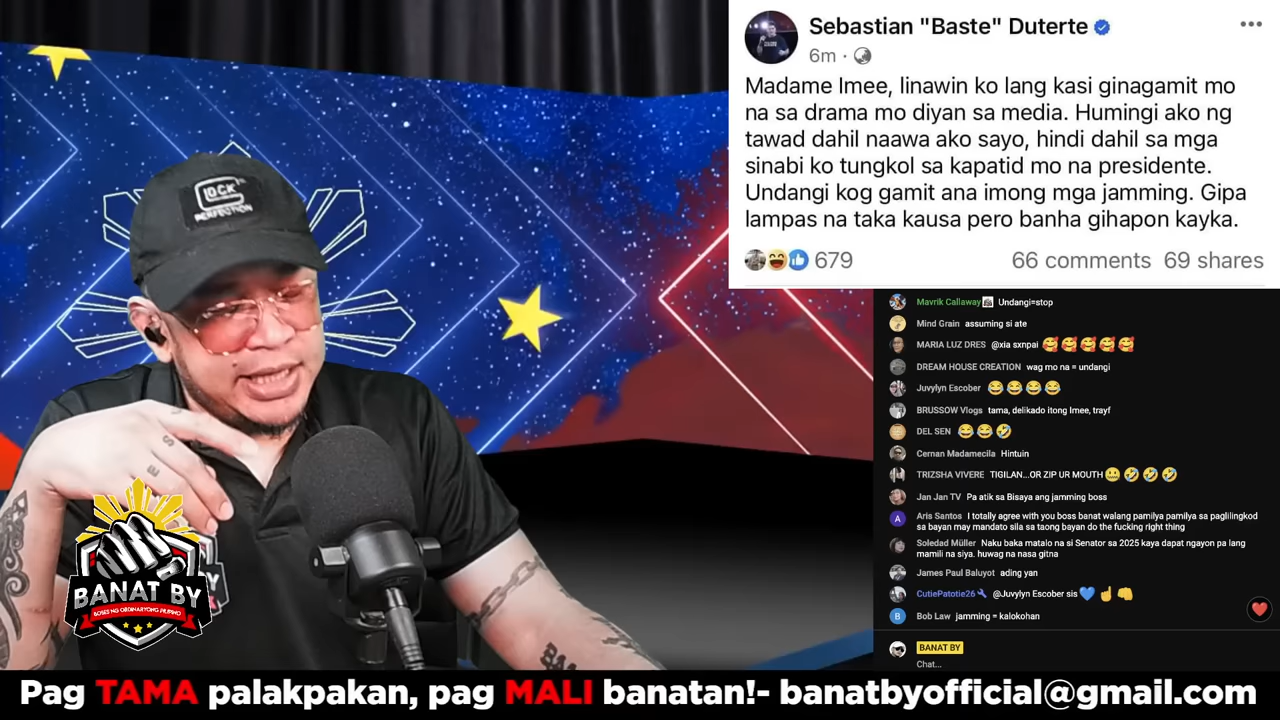 Sebastian "Baste" Duterte
6m ·
Madame Imee, linawin ko lang kasi ginagamit mo
na sa drama mo diyan sa media. Humingi ako ng
tawad dahil naawa ako sayo, hindi dahil sa mga
sinabi ko tungkol sa kapatid mo na presidente.
Undangi kog gamit ana imong mga jamming. Gipa
lampas na taka kausa pero banha gihapon kayka.
679 66 comments 69 shares
GLOCK
PERFECTION
Mavrik Callaway Undangi=stop
Mind Grain assuming si ate
MARIA LUZ DRES @xia sxnpai 🥰🥰🥰🥰🥰
DREAM HOUSE CREATION wag mo na = undangi
Juvylyn Escober 😂😂😂😂
BRUSSOW Vlogs tama, delikado itong Imee, trayf
DEL SEN 😂😂🤣
Cernan Madamecila Hintuin
TRIZSHA VIVERE TIGILAN...OR ZIP UR MOUTH🤐🤣🤣🤣
Jan Jan TV Pa atik sa Bisaya ang jamming boss
A Aris Santos I totally agree with you boss banat walang pamilya pamilya sa paglilingkod
sa bayan may mandato sila sa taong bayan do the fucking right thing
Soledad Müller Naku baka matalo na si Senator sa 2025 kaya dapat ngayon pa lang
mamili na siya. huwag na nasa gitna
James Paul Baluyot ading yan
CutiePatotie26 @Juvylyn Escober sis💙☝️👊
B Bob Law jamming = kalokohan
BANAT BY
Chat...
BANAT BY
BOSES NG ORDINARYONG PILIPINO
Pag TAMA palakpakan, pag MALI banatan!- banatbyofficial@gmail.com